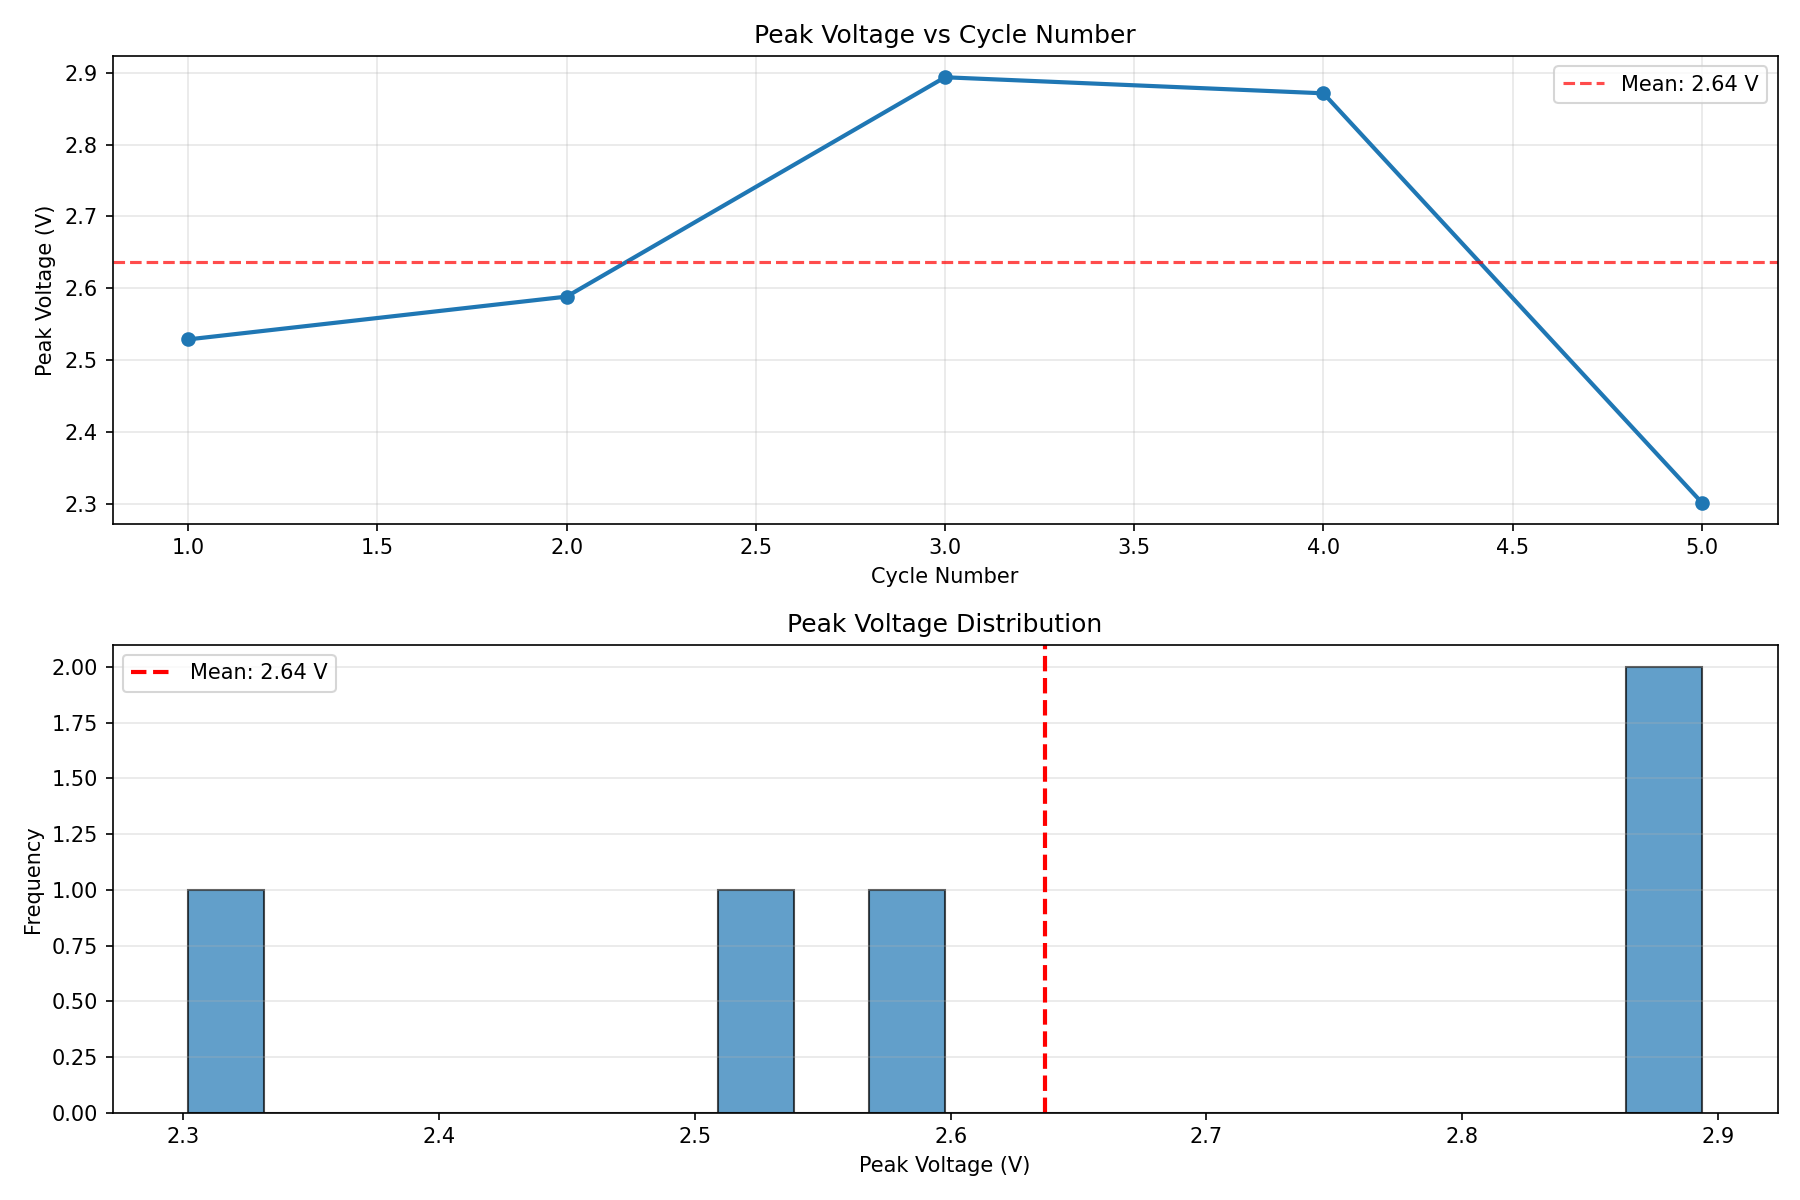 Peak Voltage vs Cycle Number
Mean: 2.64 V
Peak Voltage (V)
2.9
2.8
2.7
2.6
2.5
2.4
2.3
1.0 1.5 2.0 2.5 3.0 3.5 4.0 4.5 5.0
Cycle Number
Peak Voltage Distribution
Mean: 2.64 V
Frequency
2.00
1.75
1.50
1.25
1.00
0.75
0.50
0.25
0.00
2.3 2.4 2.5 2.6 2.7 2.8 2.9
Peak Voltage (V)